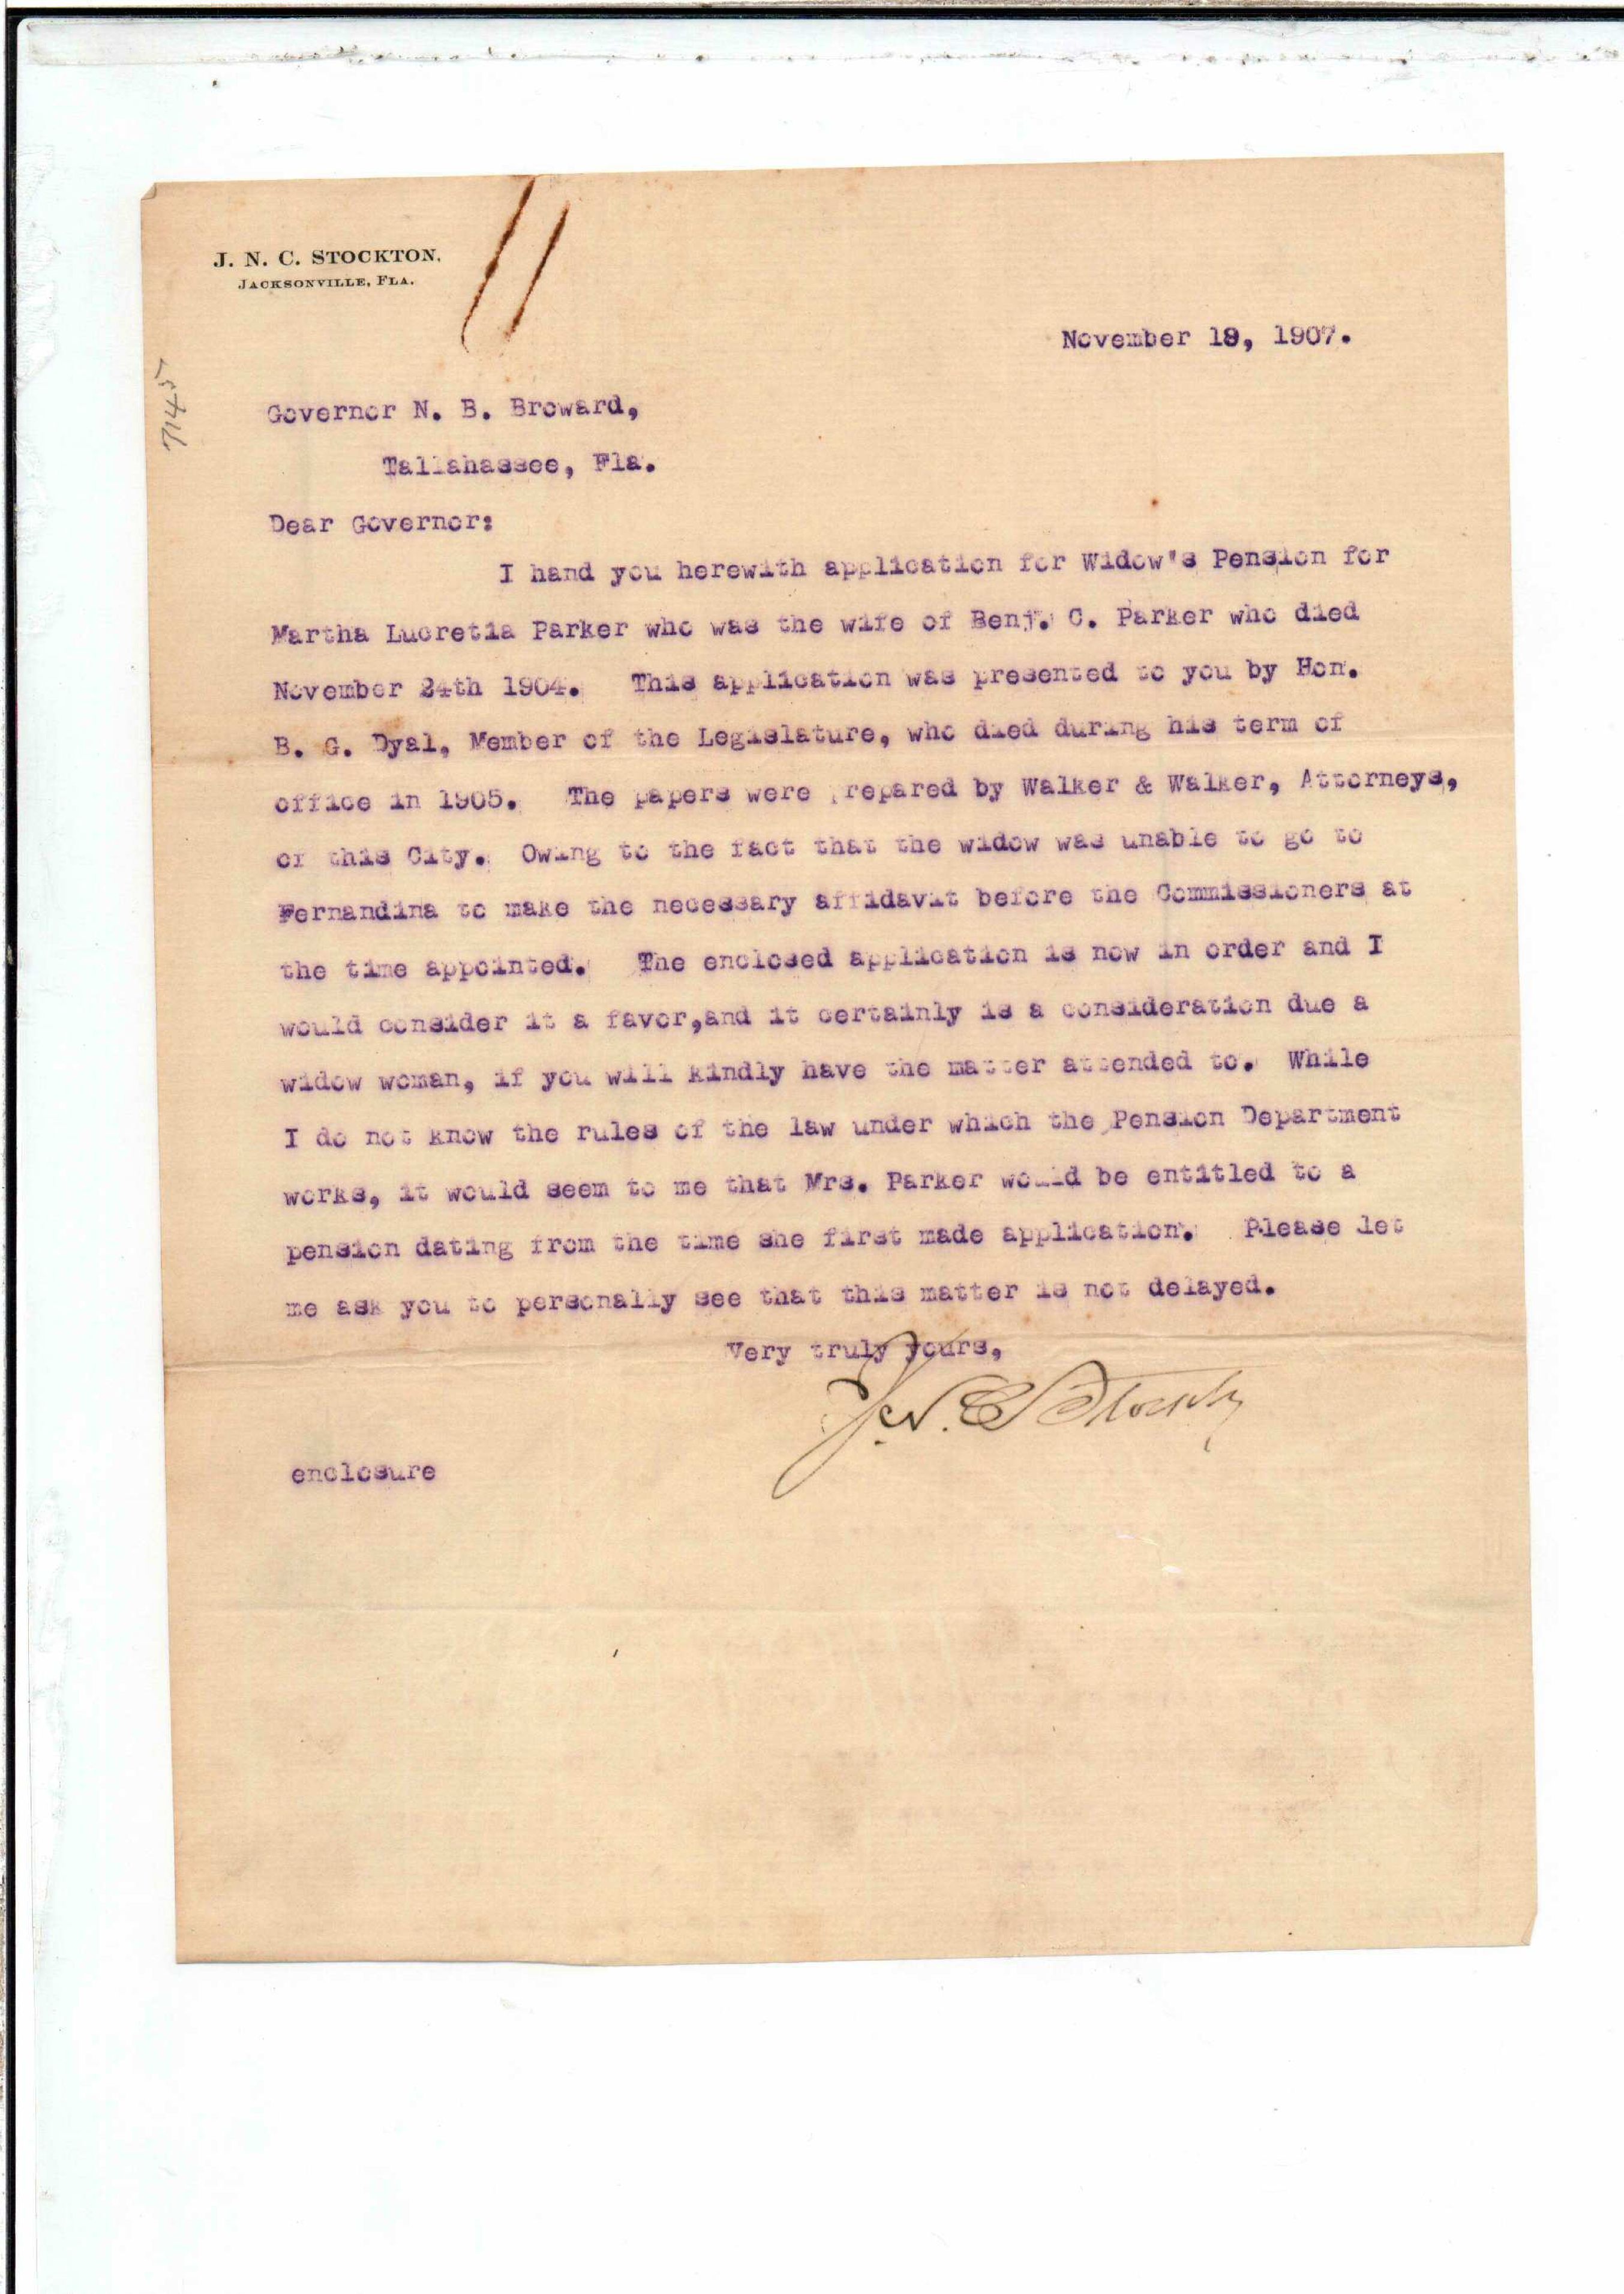 J. N. C. STOCKTON.
JACKSONVILLE, FLA.
November 19, 1907.
7145
Governor N. B. Broward,
Tallahassee, Fla.
Dear Governor:
I hand you herewith application for Widow's Pension for
Martha Lucretia Parker who was the wife of Benj. C. Parker who died
November 24th 1904. This application was presented to you by Hon.
B. G. Dyal, Member of the Legislature, who died during his term of
office in 1905. The papers were prepared by Walker & Walker, Attorneys,
of this City. Owing to the fact that the widow was unable to go to
Fernandina to make the necessary affidavit before the Commissioners at
the time appointed. The enclosed application is now in order and I
would consider it a favor,and it certainly is a consideration due a
widow woman, if you will kindly have the matter attended to. While
I do not know the rules of the law under which the Pension Department
works, it would seem to me that Mrs. Parker would be entitled to a
pension dating from the time she first made application. Please let
me ask you to personally see that this matter is not delayed.
Very truly yours,
J. N. C. Stockton
enclosure